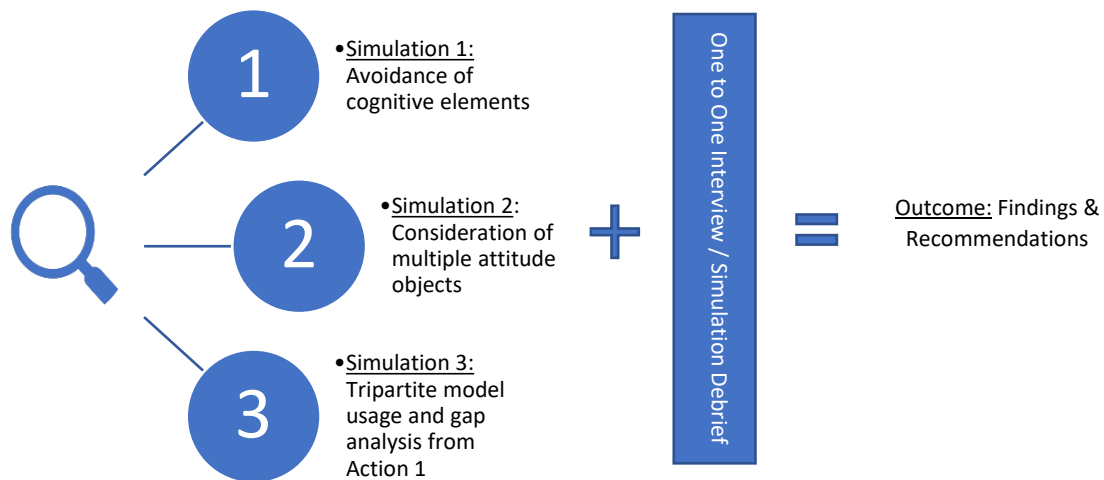 1
•Simulation 1:
Avoidance of
cognitive elements
2
•Simulation 2:
Consideration of
multiple attitude
objects
3
•Simulation 3:
Tripartite model
usage and gap
analysis from
Action 1
+
One to One Interview / Simulation Debrief
=
Outcome: Findings &
Recommendations